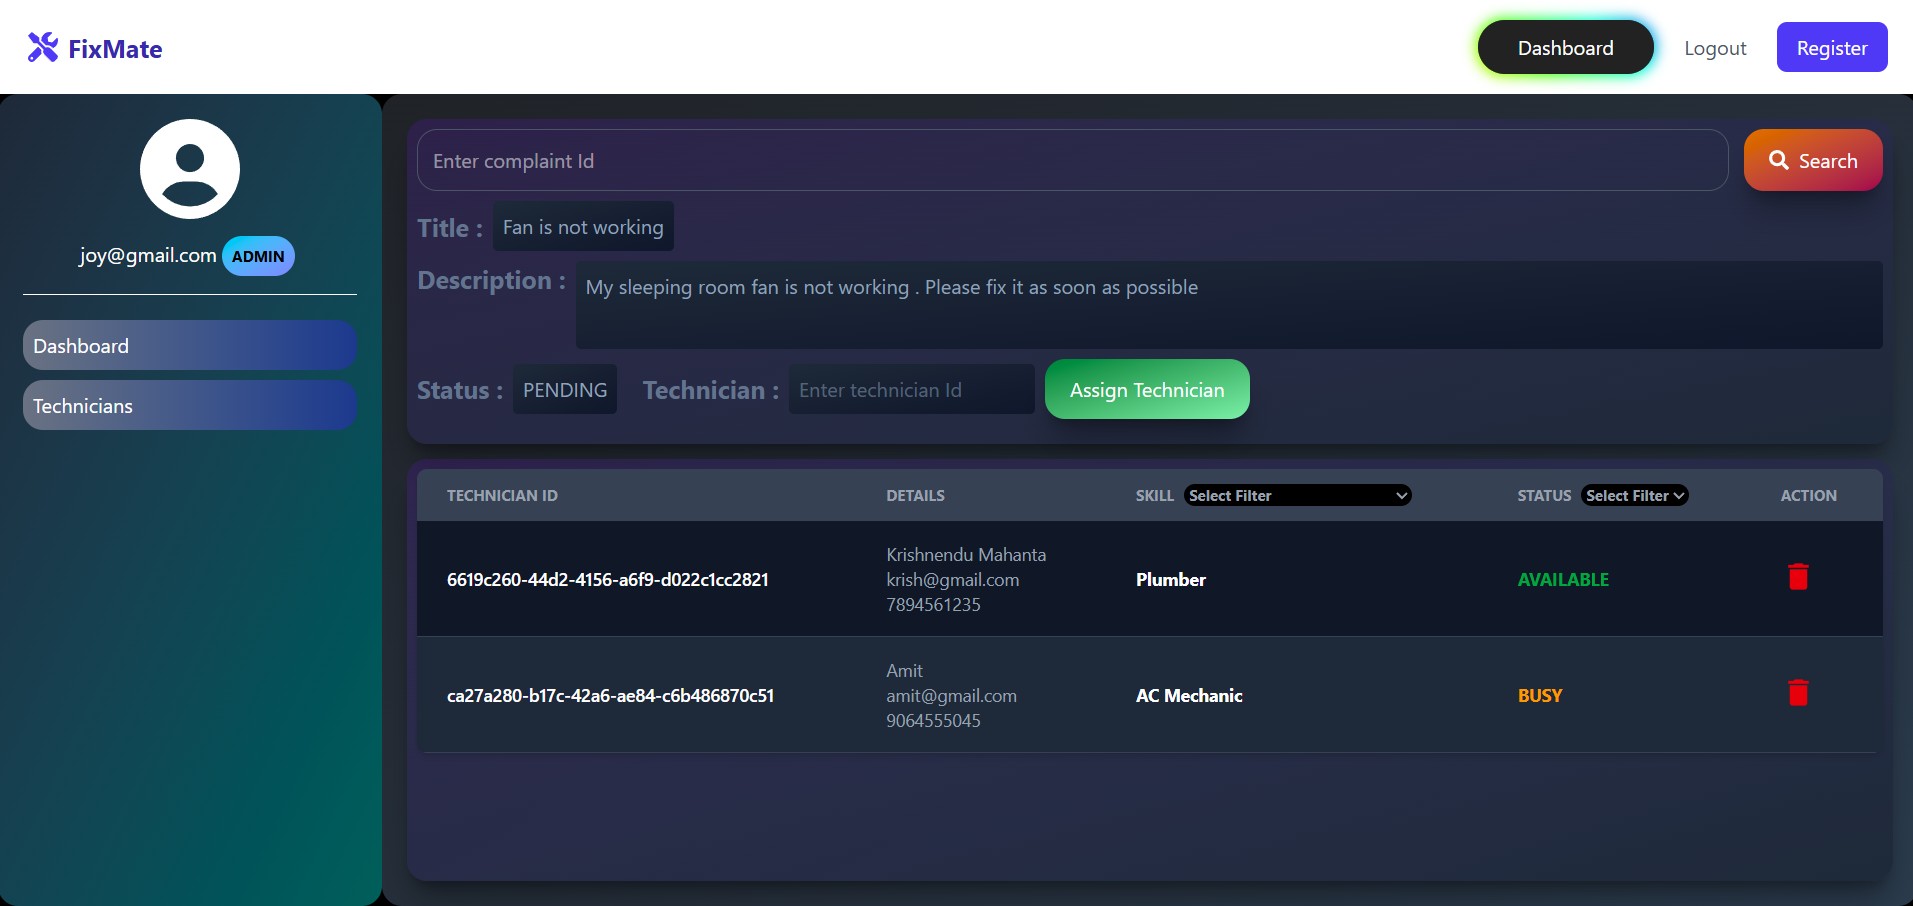 FixMate
Dashboard
Logout
Register
joy@gmail.com ADMIN
Dashboard
Technicians
Enter complaint Id
Search
Title : Fan is not working
Description : My sleeping room fan is not working . Please fix it as soon as possible
Status : PENDING Technician : Enter technician Id Assign Technician
TECHNICIAN ID DETAILS SKILL Select Filter STATUS Select Filter ACTION
6619c260-44d2-4156-a6f9-d022c1cc2821
Krishnendu Mahanta
krish@gmail.com
7894561235
Plumber
AVAILABLE
ca27a280-b17c-42a6-ae84-c6b486870c51
Amit
amit@gmail.com
9064555045
AC Mechanic
BUSY